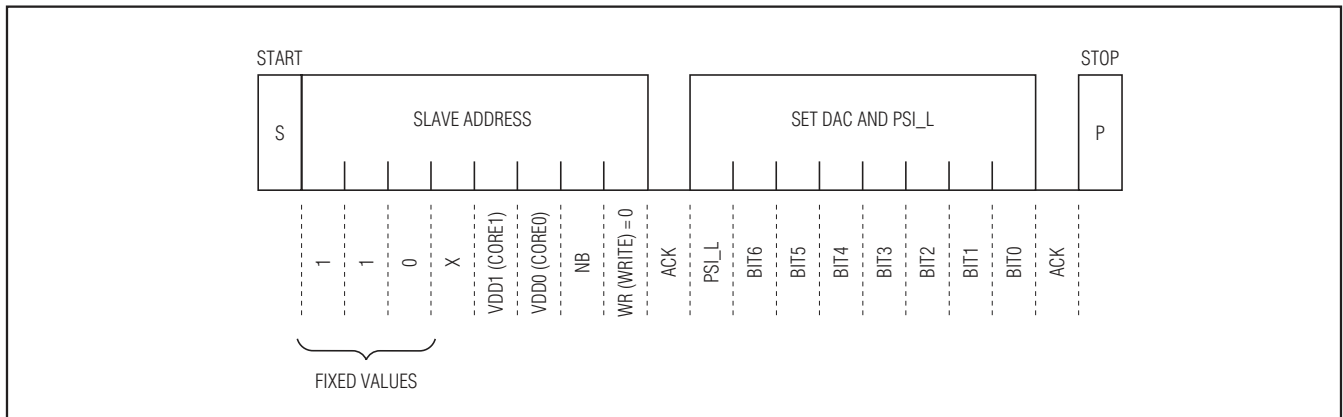 START
STOP
S
SLAVE ADDRESS
SET DAC AND PSI_L
P
1
1
0
X
VDD1 (CORE1)
VDD0 (CORE0)
NB
WR (WRITE) = 0
ACK
PSI_L
BIT6
BIT5
BIT4
BIT3
BIT2
BIT1
BIT0
ACK
FIXED VALUES